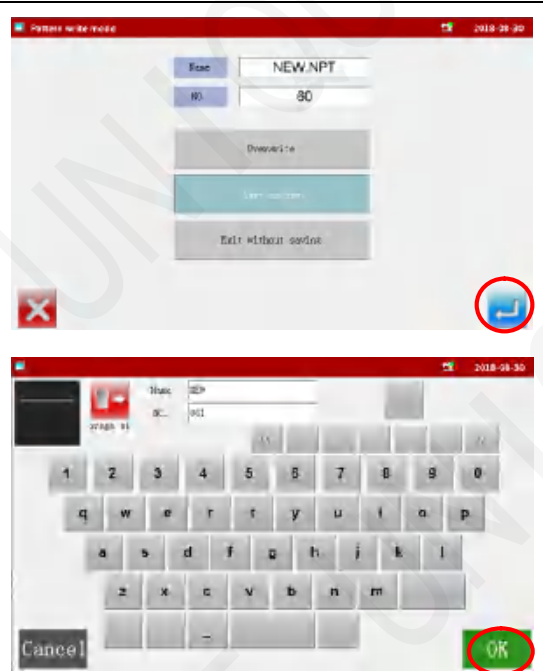 Pattern write mode 2018-08-30
Name NEW.NPT
NO. 80
Overwrite
Exit without saving
2018-08-30
Name NEW
NO.
<< >>
1 2 3 4 5 6 7 8 9 0
q w e r t y u i o p
a s d f g h j k l
z x c v b n m
_
Cancel OK